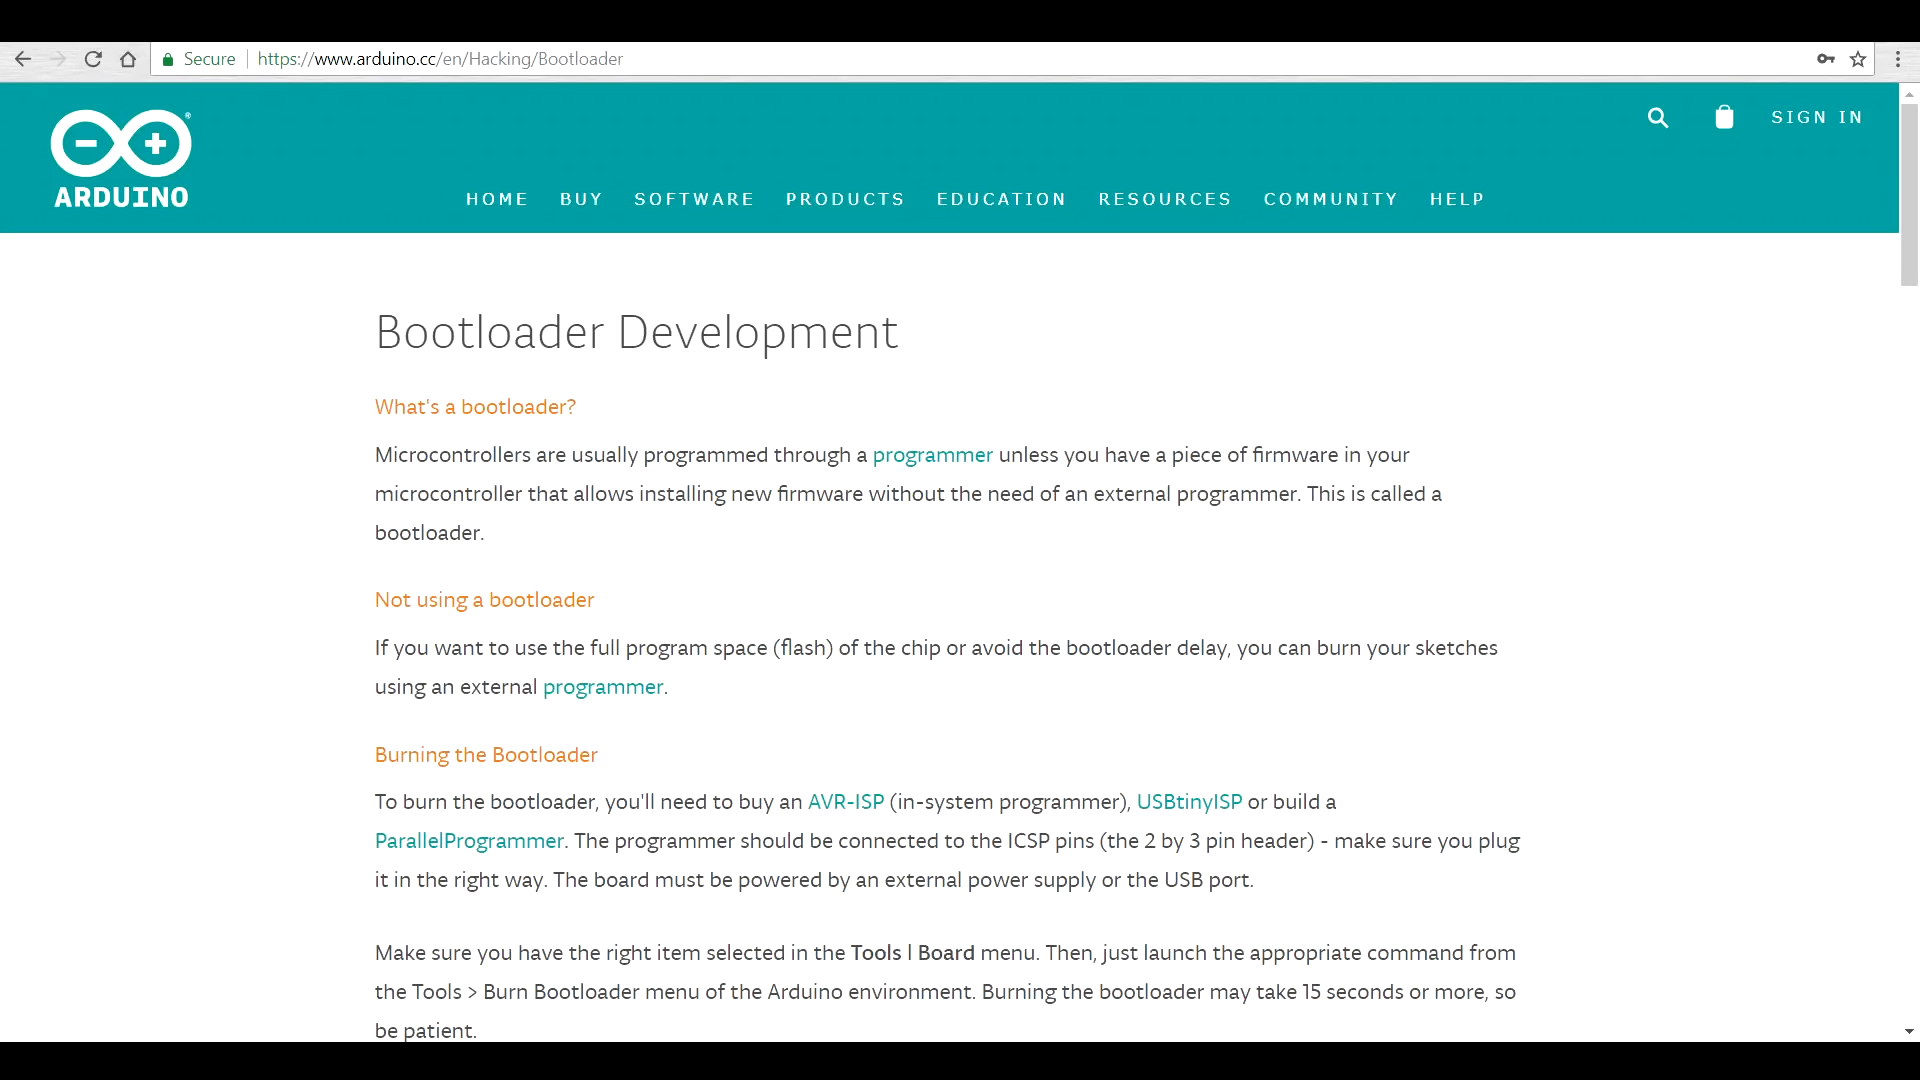 Secure https://www.arduino.cc/en/Hacking/Bootloader
ARDUINO
SIGN IN
HOME BUY SOFTWARE PRODUCTS EDUCATION RESOURCES COMMUNITY HELP
Bootloader Development
What's a bootloader?
Microcontrollers are usually programmed through a programmer unless you have a piece of firmware in your
microcontroller that allows installing new firmware without the need of an external programmer. This is called a
bootloader.
Not using a bootloader
If you want to use the full program space (flash) of the chip or avoid the bootloader delay, you can burn your sketches
using an external programmer.
Burning the Bootloader
To burn the bootloader, you'll need to buy an AVR-ISP (in-system programmer), USBtinyISP or build a
ParallelProgrammer. The programmer should be connected to the ICSP pins (the 2 by 3 pin header) - make sure you plug
it in the right way. The board must be powered by an external power supply or the USB port.
Make sure you have the right item selected in the Tools | Board menu. Then, just launch the appropriate command from
the Tools > Burn Bootloader menu of the Arduino environment. Burning the bootloader may take 15 seconds or more, so
be patient.